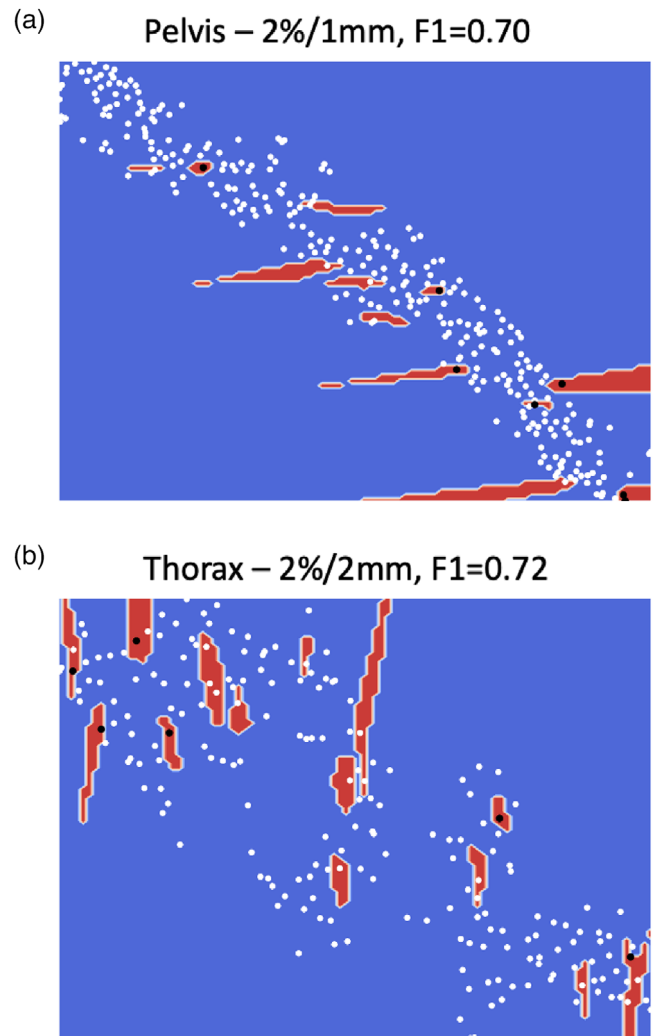 (a)
Pelvis – 2%/1mm, F1=0.70
(b)
Thorax – 2%/2mm, F1=0.72